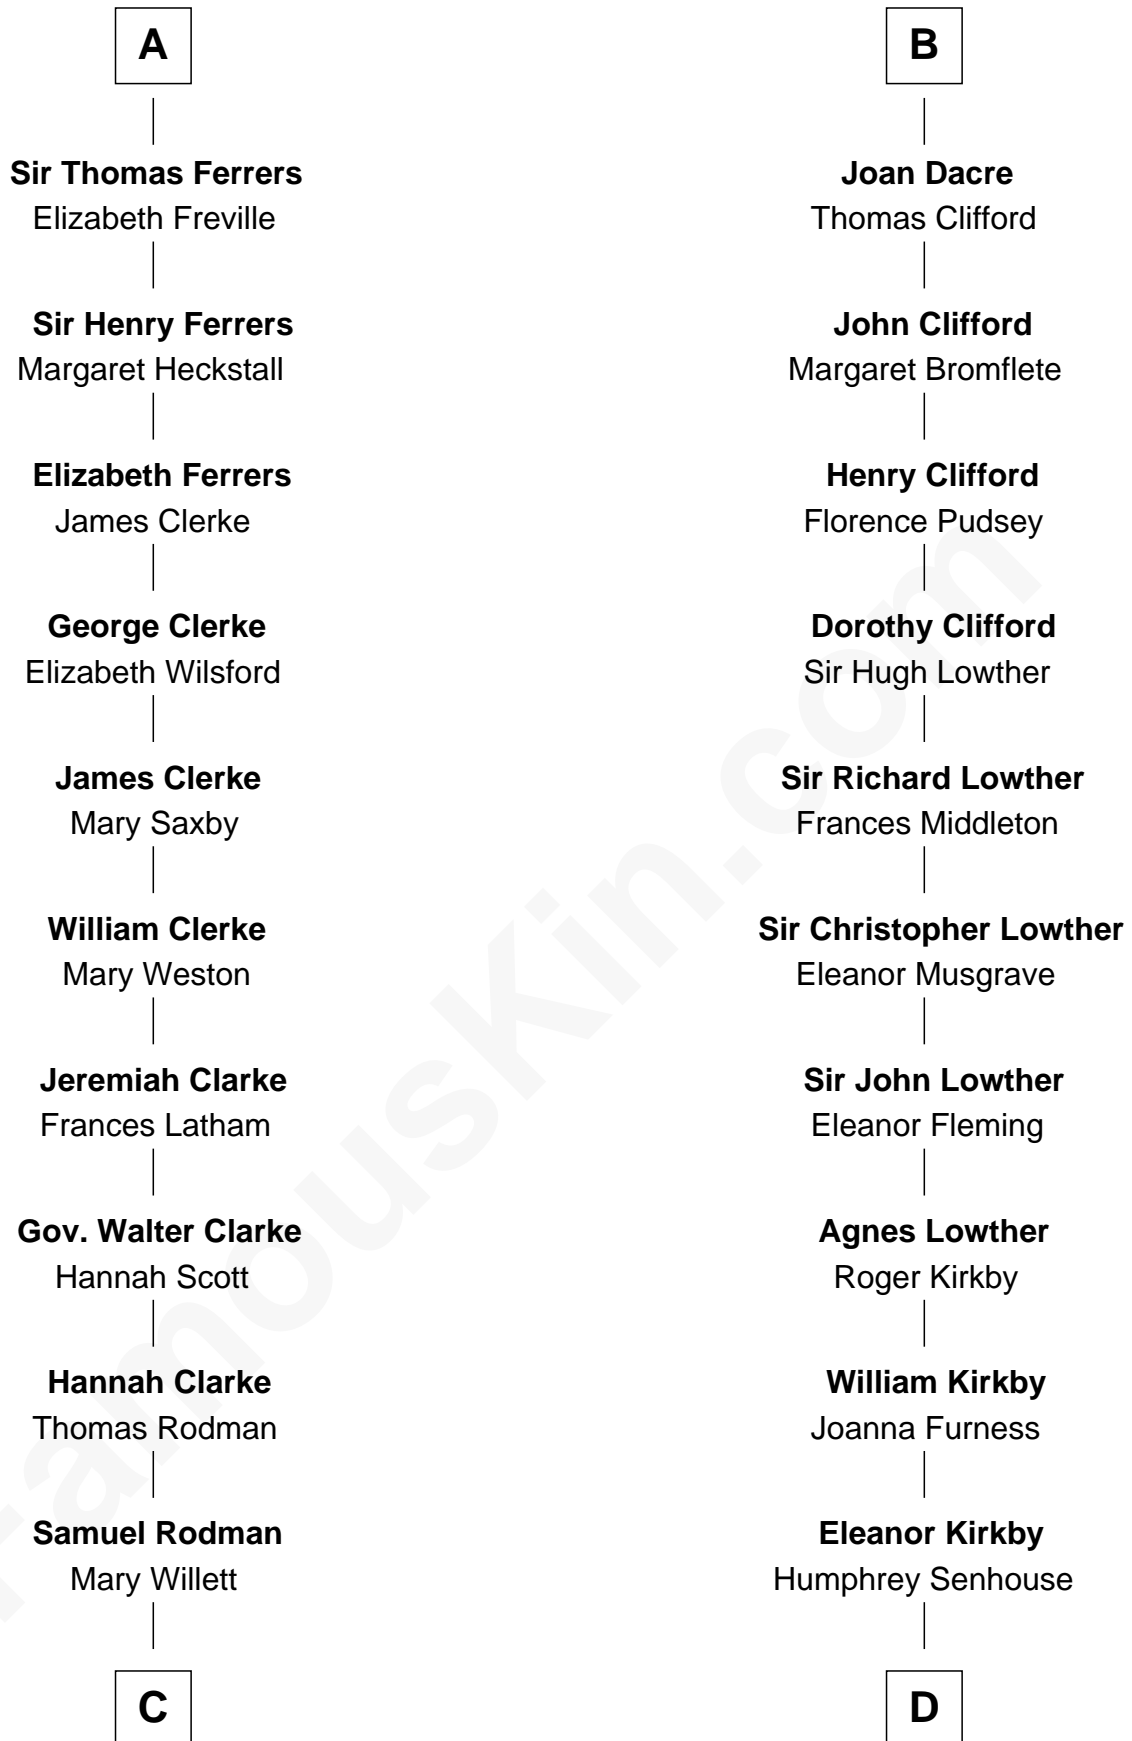 A
Sir Thomas Ferrers
Elizabeth Freville
Sir Henry Ferrers
Margaret Heckstall
Elizabeth Ferrers
James Clerke
George Clerke
Elizabeth Wilsford
James Clerke
Mary Saxby
William Clerke
Mary Weston
Jeremiah Clarke
Frances Latham
Gov. Walter Clarke
Hannah Scott
Hannah Clarke
Thomas Rodman
Samuel Rodman
Mary Willett
C
B
Joan Dacre
Thomas Clifford
John Clifford
Margaret Bromflete
Henry Clifford
Florence Pudsey
Dorothy Clifford
Sir Hugh Lowther
Sir Richard Lowther
Frances Middleton
Sir Christopher Lowther
Eleanor Musgrave
Sir John Lowther
Eleanor Fleming
Agnes Lowther
Roger Kirkby
William Kirkby
Joanna Furness
Eleanor Kirkby
Humphrey Senhouse
D
FamousKin.com